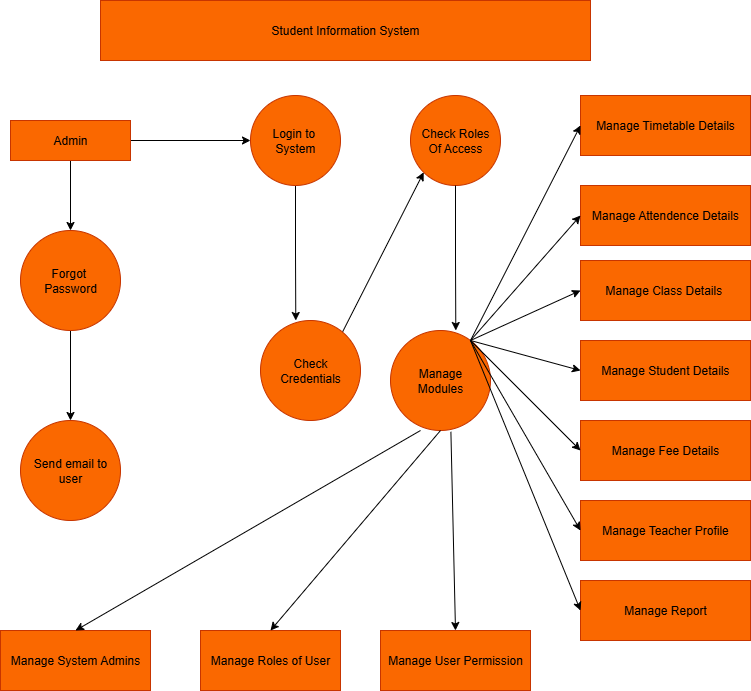 Student Information System
Admin
Login to
System
Check Roles
Of Access
Manage Timetable Details
Manage Attendence Details
Forgot
Password
Manage Class Details
Check
Credentials
Manage
Modules
Manage Student Details
Manage Fee Details
Send email to
user
Manage Teacher Profile
Manage Report
Manage System Admins
Manage Roles of User
Manage User Permission